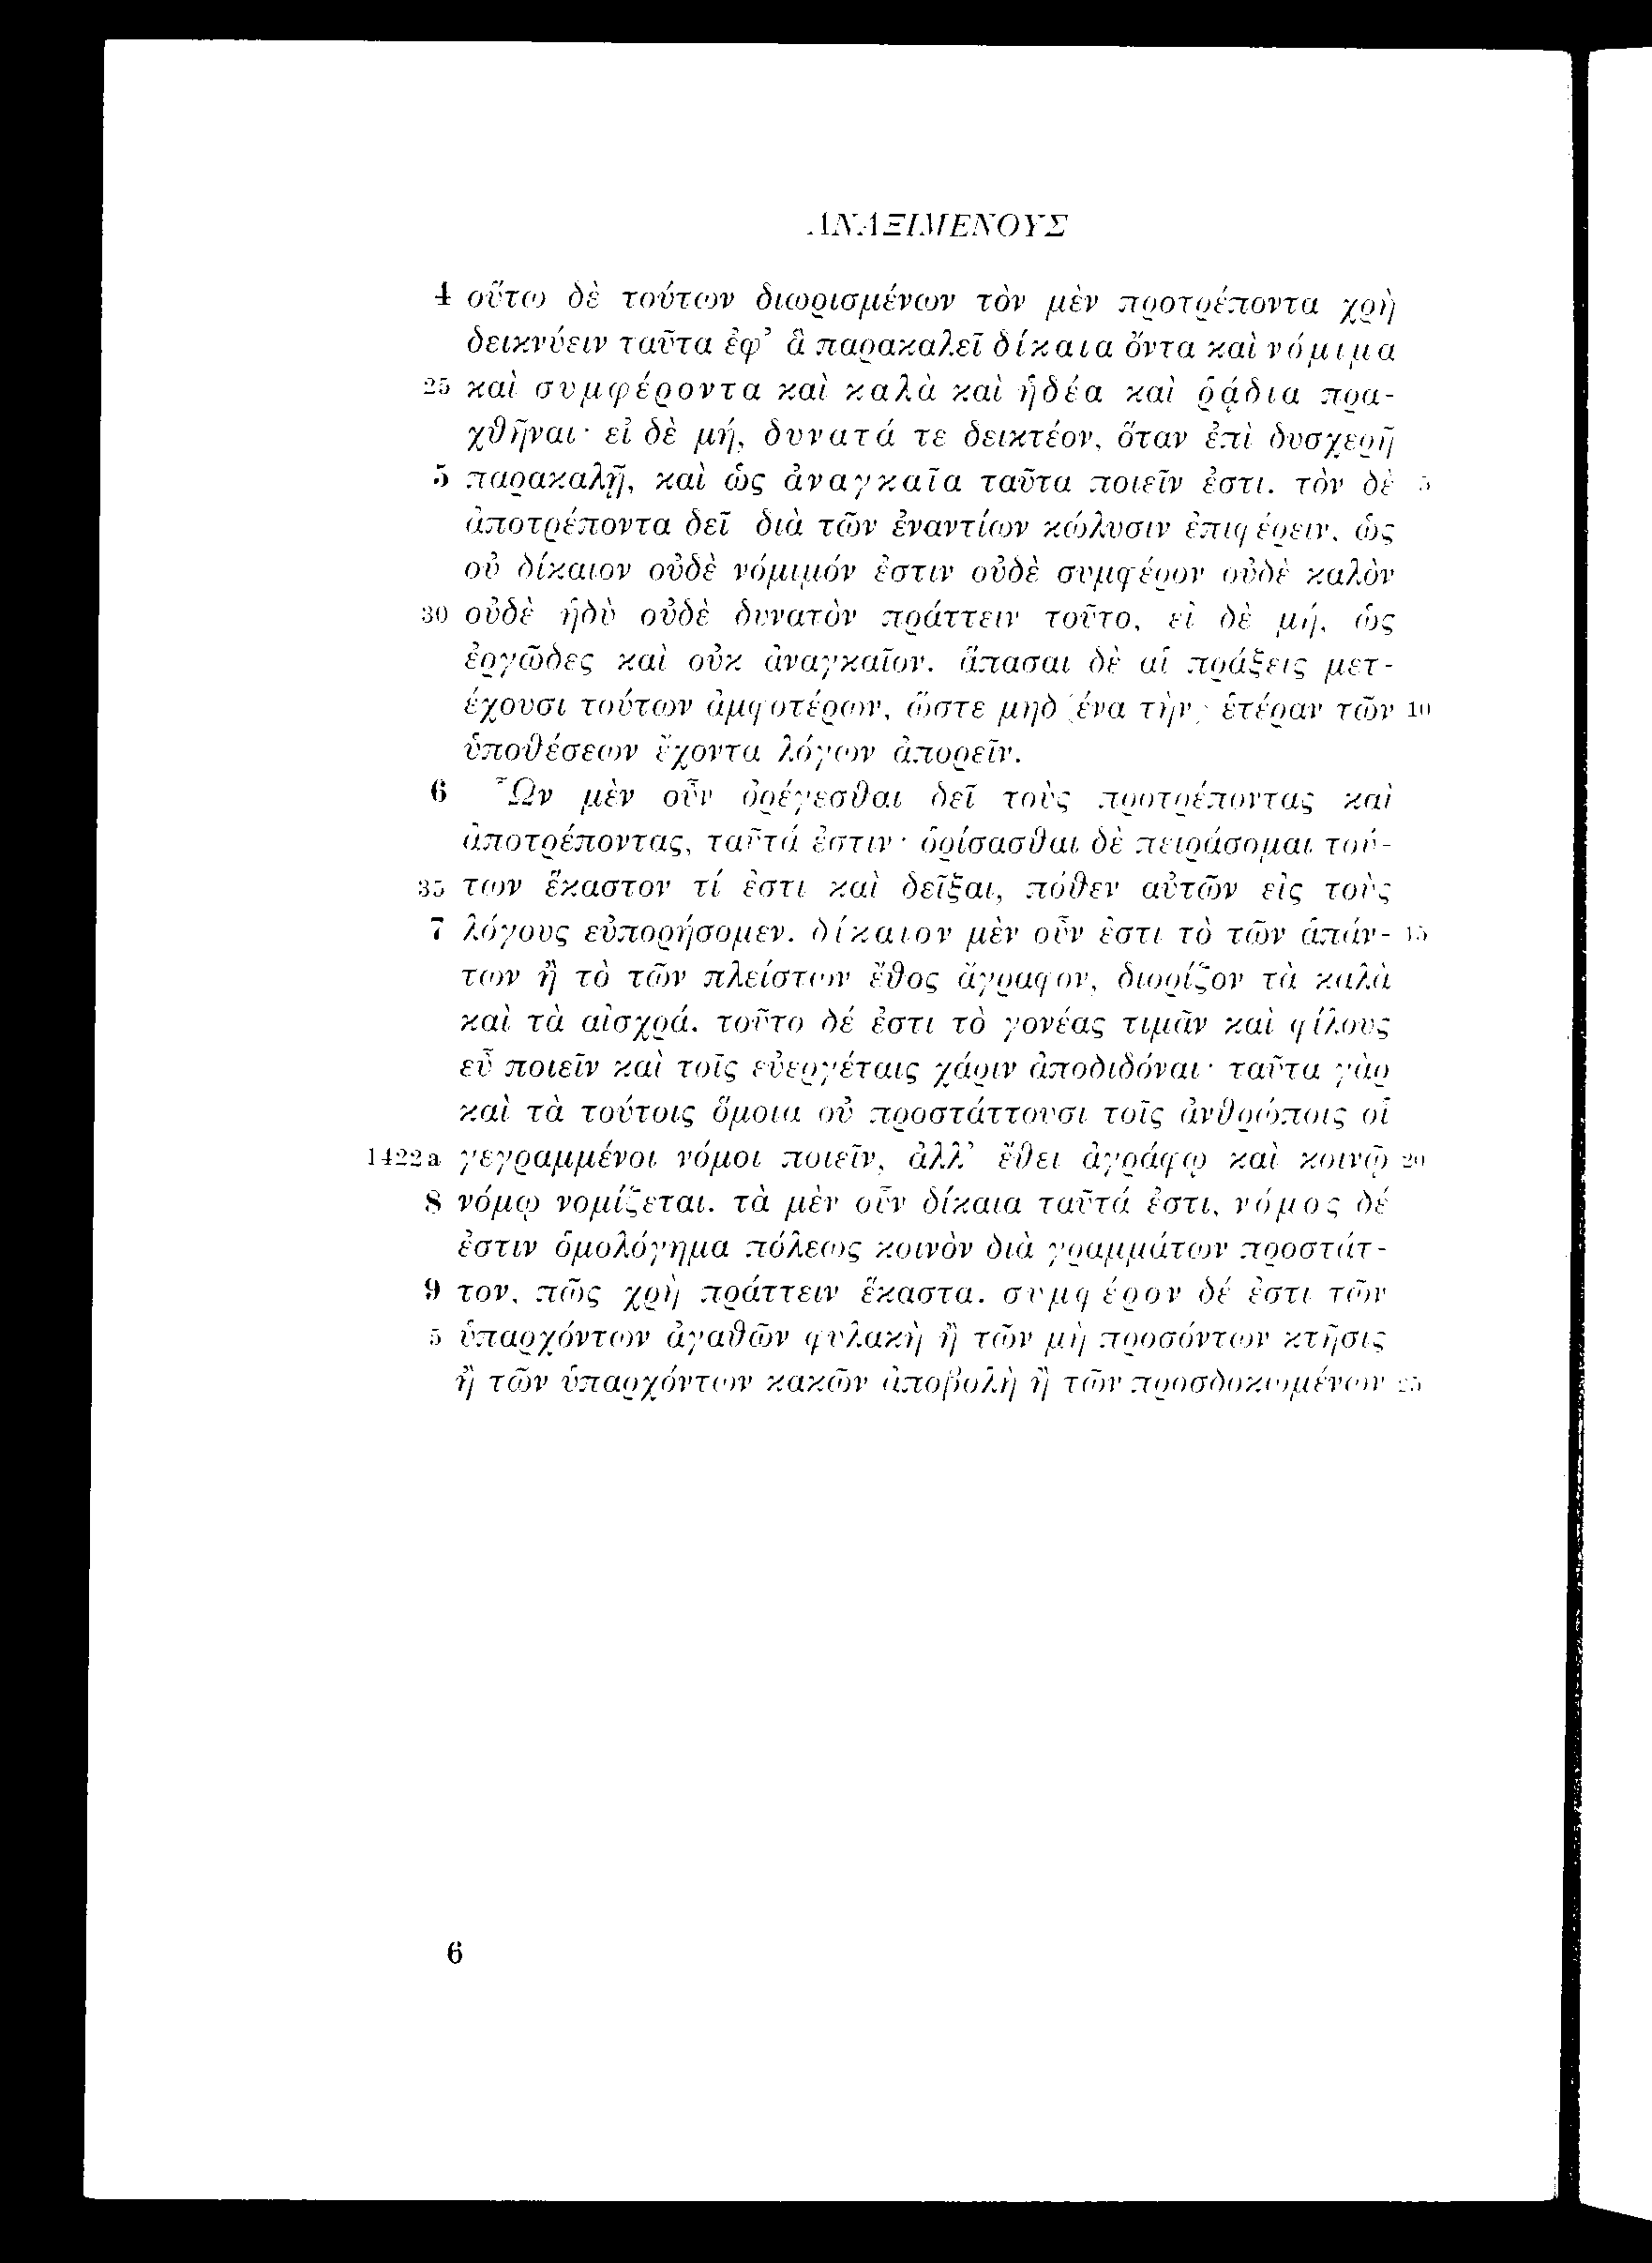 ΑΝΑΞΙΜΕΝΟΥΣ
4 οὕτω δὲ τούτων διωρισμένων τὸν μὲν προτρέποντα χρὴ
δεικνύειν ταῦτα ἐφ’ ἃ παρακαλεῖ δίκαια ὄντα καὶ νόμιμα
25 καὶ συμφέροντα καὶ καλὰ καὶ ἡδέα καὶ ῥᾴδια πρα-
χθῆναι· εἰ δὲ μή, δυνατά τε δεικτέον, ὅταν ἐπὶ δυσχερῆ
5 παρακαλῇ, καὶ ὡς ἀναγκαῖα ταῦτα ποιεῖν ἐστι. τὸν δὲ 5
ἀποτρέποντα δεῖ διὰ τῶν ἐναντίων κώλυσιν ἐπιφέρειν, ὡς
οὐ δίκαιον οὐδὲ νόμιμόν ἐστιν οὐδὲ συμφέρον οὐδὲ καλὸν
30 οὐδὲ ἡδὺ οὐδὲ δυνατὸν πράττειν τοῦτο, εἰ δὲ μή, ὡς
ἐργῶδες καὶ οὐκ ἀναγκαῖον. ἅπασαι δὲ αἱ πράξεις μετ-
έχουσι τούτων ἀμφοτέρων, ὥστε μηδένα τὴν ἑτέραν τῶν 10
ὑποθέσεων ἔχοντα λόγων ἀπορεῖν.
6 Ὧν μὲν οὖν ὀρέγεσθαι δεῖ τοὺς προτρέποντας καὶ
ἀποτρέποντας, ταῦτά ἐστιν· ὁρίσασθαι δὲ πειράσομαι τού-
35 των ἕκαστον τί ἐστι καὶ δεῖξαι, πόθεν αὐτῶν εἰς τοὺς
7 λόγους εὐπορήσομεν. δίκαιον μὲν οὖν ἐστι τὸ τῶν ἁπάν- 15
των ἢ τὸ τῶν πλείστων ἔθος ἄγραφον, διορίζον τὰ καλὰ
καὶ τὰ αἰσχρά. τοῦτο δέ ἐστι τὸ γονέας τιμᾶν καὶ φίλους
εὖ ποιεῖν καὶ τοῖς εὐεργέταις χάριν ἀποδιδόναι· ταῦτα γὰρ
καὶ τὰ τούτοις ὅμοια οὐ προστάττουσι τοῖς ἀνθρώποις οἱ
1422a γεγραμμένοι νόμοι ποιεῖν, ἀλλ’ ἔθει ἀγράφῳ καὶ κοινῷ 20
8 νόμῳ νομίζεται. τὰ μὲν οὖν δίκαια ταῦτά ἐστι, νόμος δέ
ἐστιν ὁμολόγημα πόλεως κοινὸν διὰ γραμμάτων προστάτ-
9 τον, πῶς χρὴ πράττειν ἕκαστα. συμφέρον δέ ἐστι τῶν
5 ὑπαρχόντων ἀγαθῶν φυλακὴ ἢ τῶν μὴ προσόντων κτῆσις
ἢ τῶν ὑπαρχόντων κακῶν ἀποβολὴ ἢ τῶν προσδοκωμένων 25
6